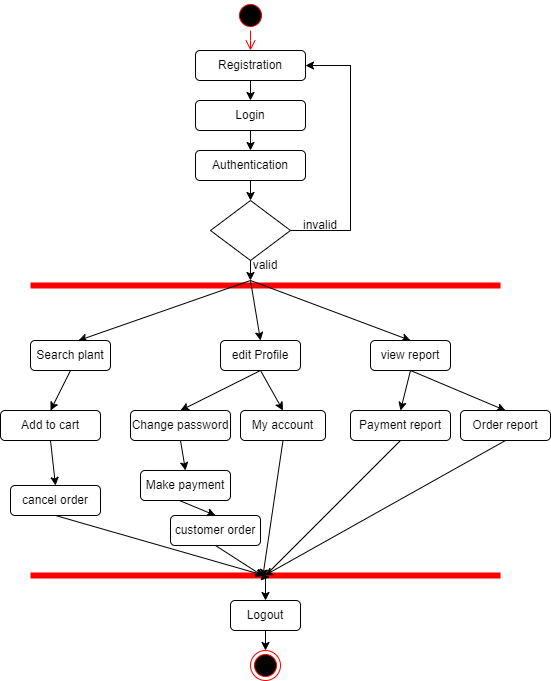 Registration
Login
Authentication
invalid
valid
Search plant
edit Profile
view report
Add to cart
Change password
My account
Payment report
Order report
Make payment
cancel order
customer order
Logout